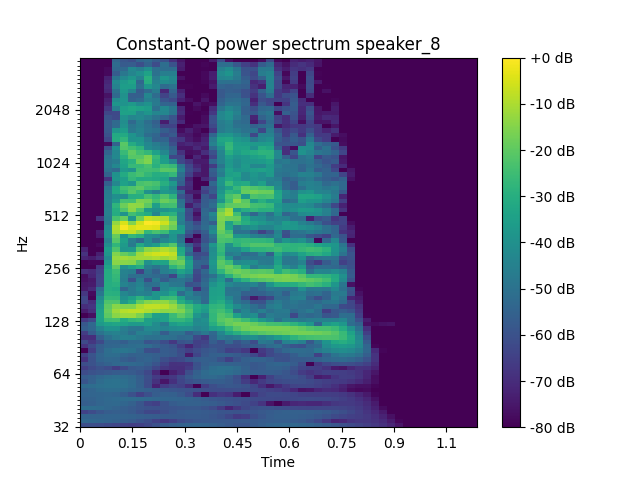 Constant-Q power spectrum speaker_8
Hz
2048
1024
512
256
128
64
32
0 0.15 0.3 0.45 0.6 0.75 0.9 1.1
Time
+0 dB
-10 dB
-20 dB
-30 dB
-40 dB
-50 dB
-60 dB
-70 dB
-80 dB